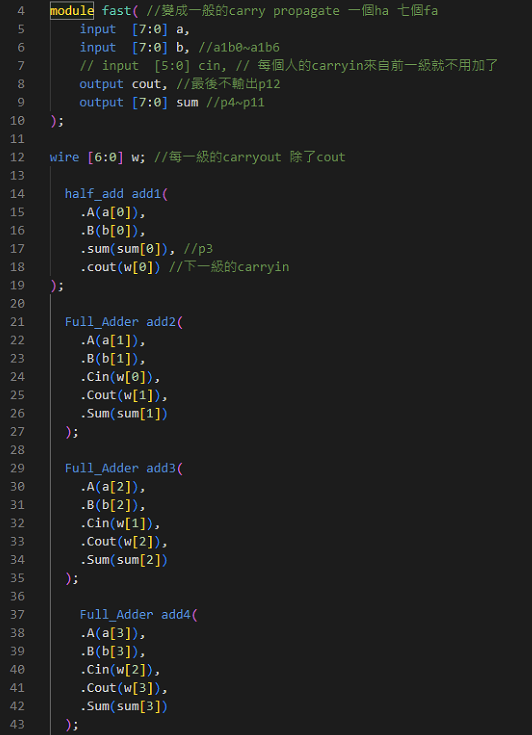 4 module fast( //變成一般的carry propagate 一個ha 七個fa
5 input [7:0] a,
6 input [7:0] b, //a1b0~a1b6
7 // input [5:0] cin, // 每個人的carryin來自前一級就不用加了
8 output cout, //最後不輸出p12
9 output [7:0] sum //p4~p11
10 );
11
12 wire [6:0] w; //每一級的carryout 除了cout
13
14 half_add add1(
15 .A(a[0]),
16 .B(b[0]),
17 .sum(sum[0]), //p3
18 .cout(w[0]) //下一級的carryin
19 );
20
21 Full_Adder add2(
22 .A(a[1]),
23 .B(b[1]),
24 .Cin(w[0]),
25 .Cout(w[1]),
26 .Sum(sum[1])
27 );
28
29 Full_Adder add3(
30 .A(a[2]),
31 .B(b[2]),
32 .Cin(w[1]),
33 .Cout(w[2]),
34 .Sum(sum[2])
35 );
36
37 Full_Adder add4(
38 .A(a[3]),
39 .B(b[3]),
40 .Cin(w[2]),
41 .Cout(w[3]),
42 .Sum(sum[3])
43 );